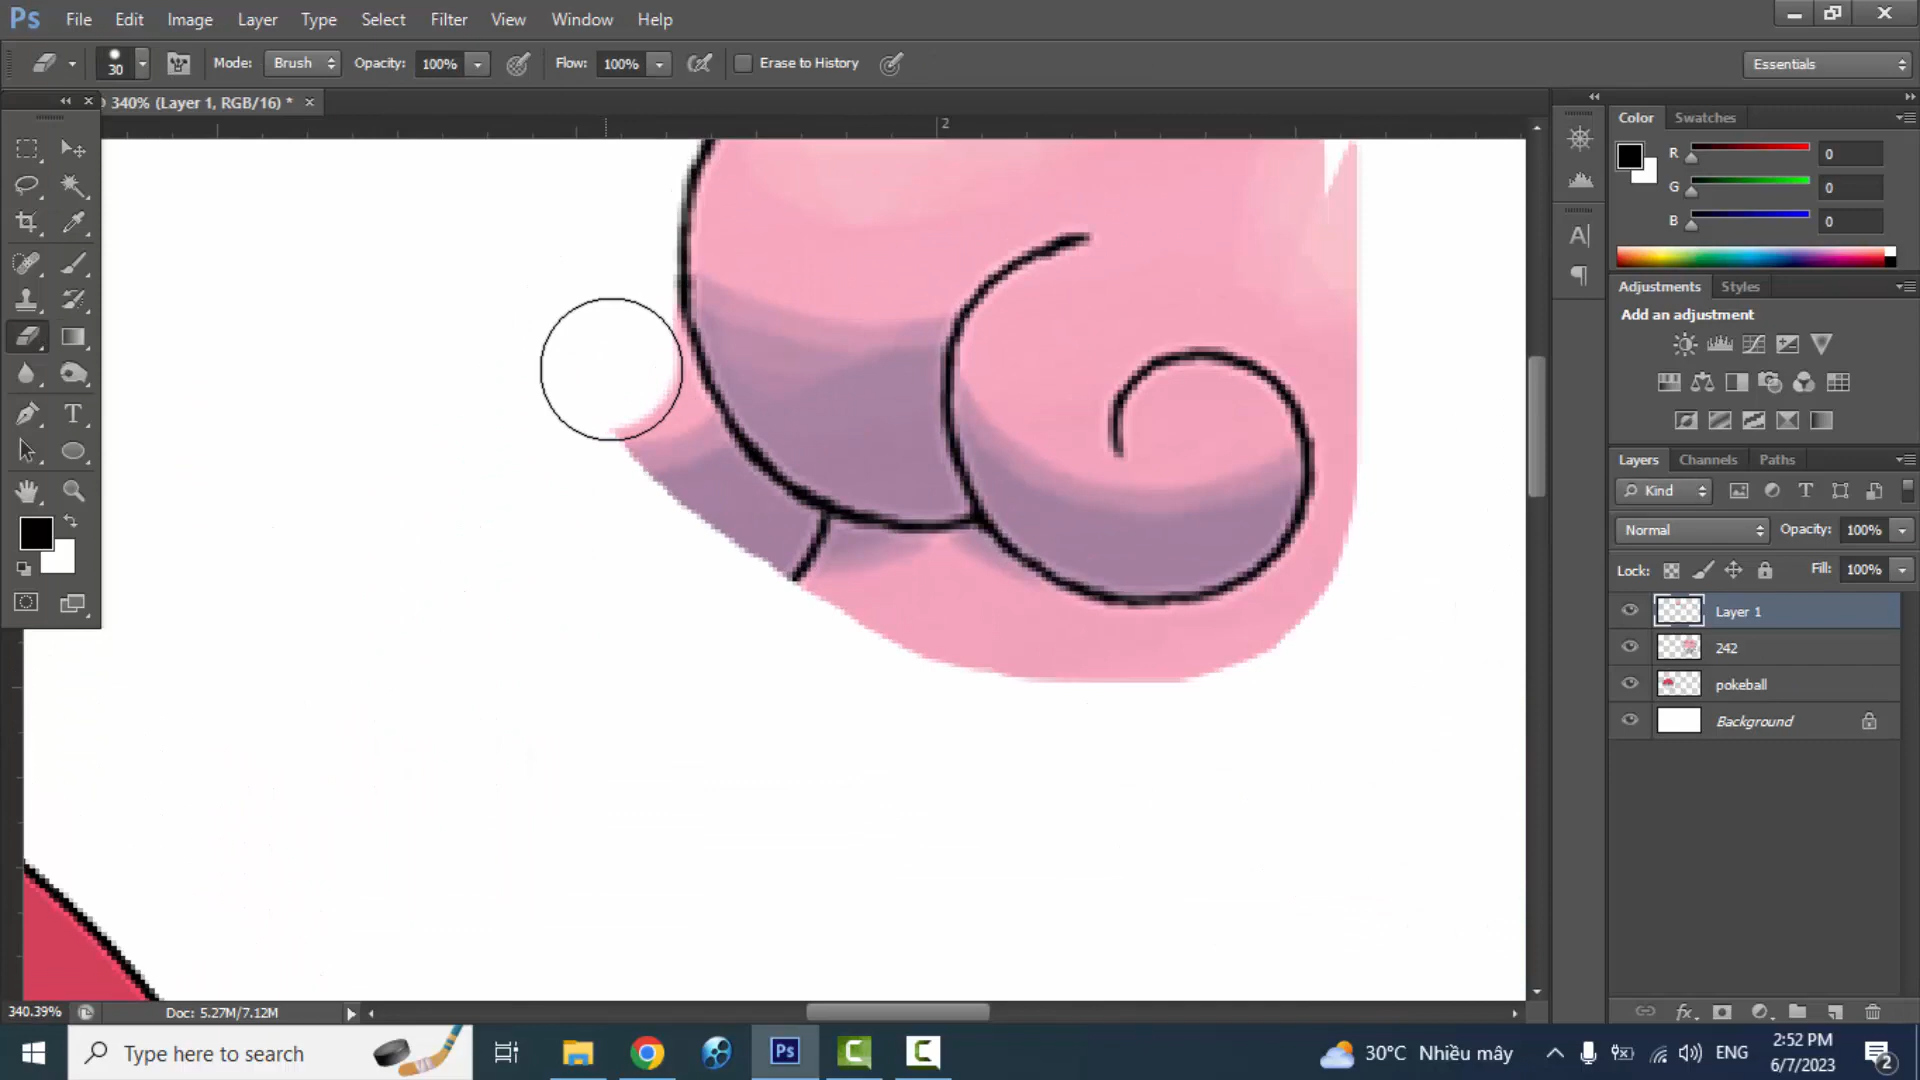 Ps File Edit Image Layer Type Select Filter View Window Help
30 Mode: Brush Opacity: 100% Flow: 100% Erase to History Essentials
340% (Layer 1, RGB/16) * ×
2
Color Swatches
R 0
G 0
B 0
Adjustments Styles
Add an adjustment
Layers Channels Paths
Kind
Normal Opacity: 100%
Lock: Fill: 100%
Layer 1
242
pokeball
Background
340.39% Doc: 5.27M/7.12M
Type here to search
30°C Nhiều mây ENG
2:52 PM
6/7/2023
2